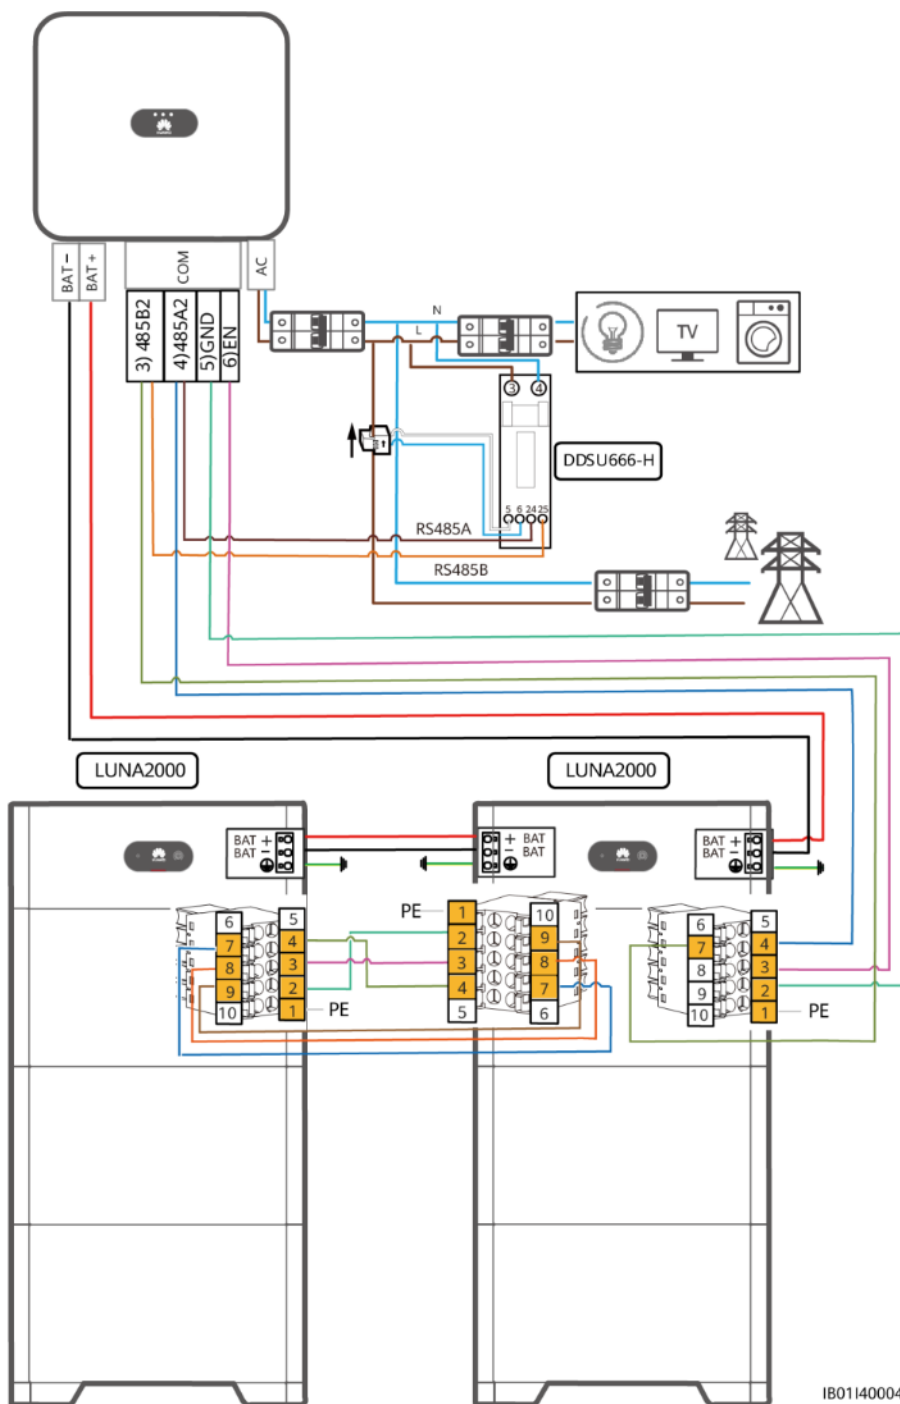 BAT−
BAT+
COM
AC
3) 485B2
4)485A2
5)GND
6)EN
N
L
TV
3
4
DDSU666-H
5 6 24 25
RS485A
RS485B
LUNA2000
LUNA2000
BAT +
BAT −
+ BAT
− BAT
BAT +
BAT −
6
7
8
9
10
5
4
3
2
1
PE
PE
1
2
3
4
5
10
9
8
7
6
6
7
8
9
10
5
4
3
2
1
PE
IB01I40004